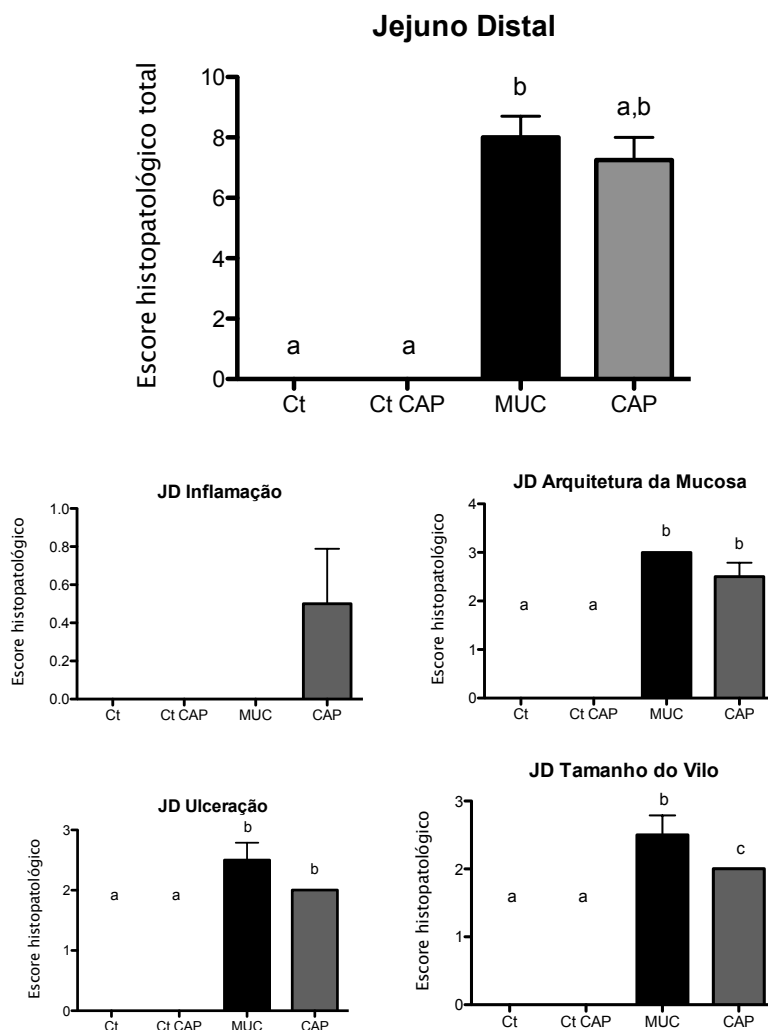 Jejuno Distal
Escore histopatológico total
10
8
6
4
2
0
a
a
b
a,b
Ct
Ct CAP
MUC
CAP
JD Inflamação
Escore histopatológico
1.0
0.8
0.6
0.4
0.2
0.0
Ct
Ct CAP
MUC
CAP
JD Arquitetura da Mucosa
Escore histopatológico
4
3
2
1
0
a
a
b
b
Ct
Ct CAP
MUC
CAP
JD Ulceração
Escore histopatológico
3
2
1
0
a
a
b
b
Ct
Ct CAP
MUC
CAP
JD Tamanho do Vilo
Escore histopatológico
3
2
1
0
a
a
b
c
Ct
Ct CAP
MUC
CAP